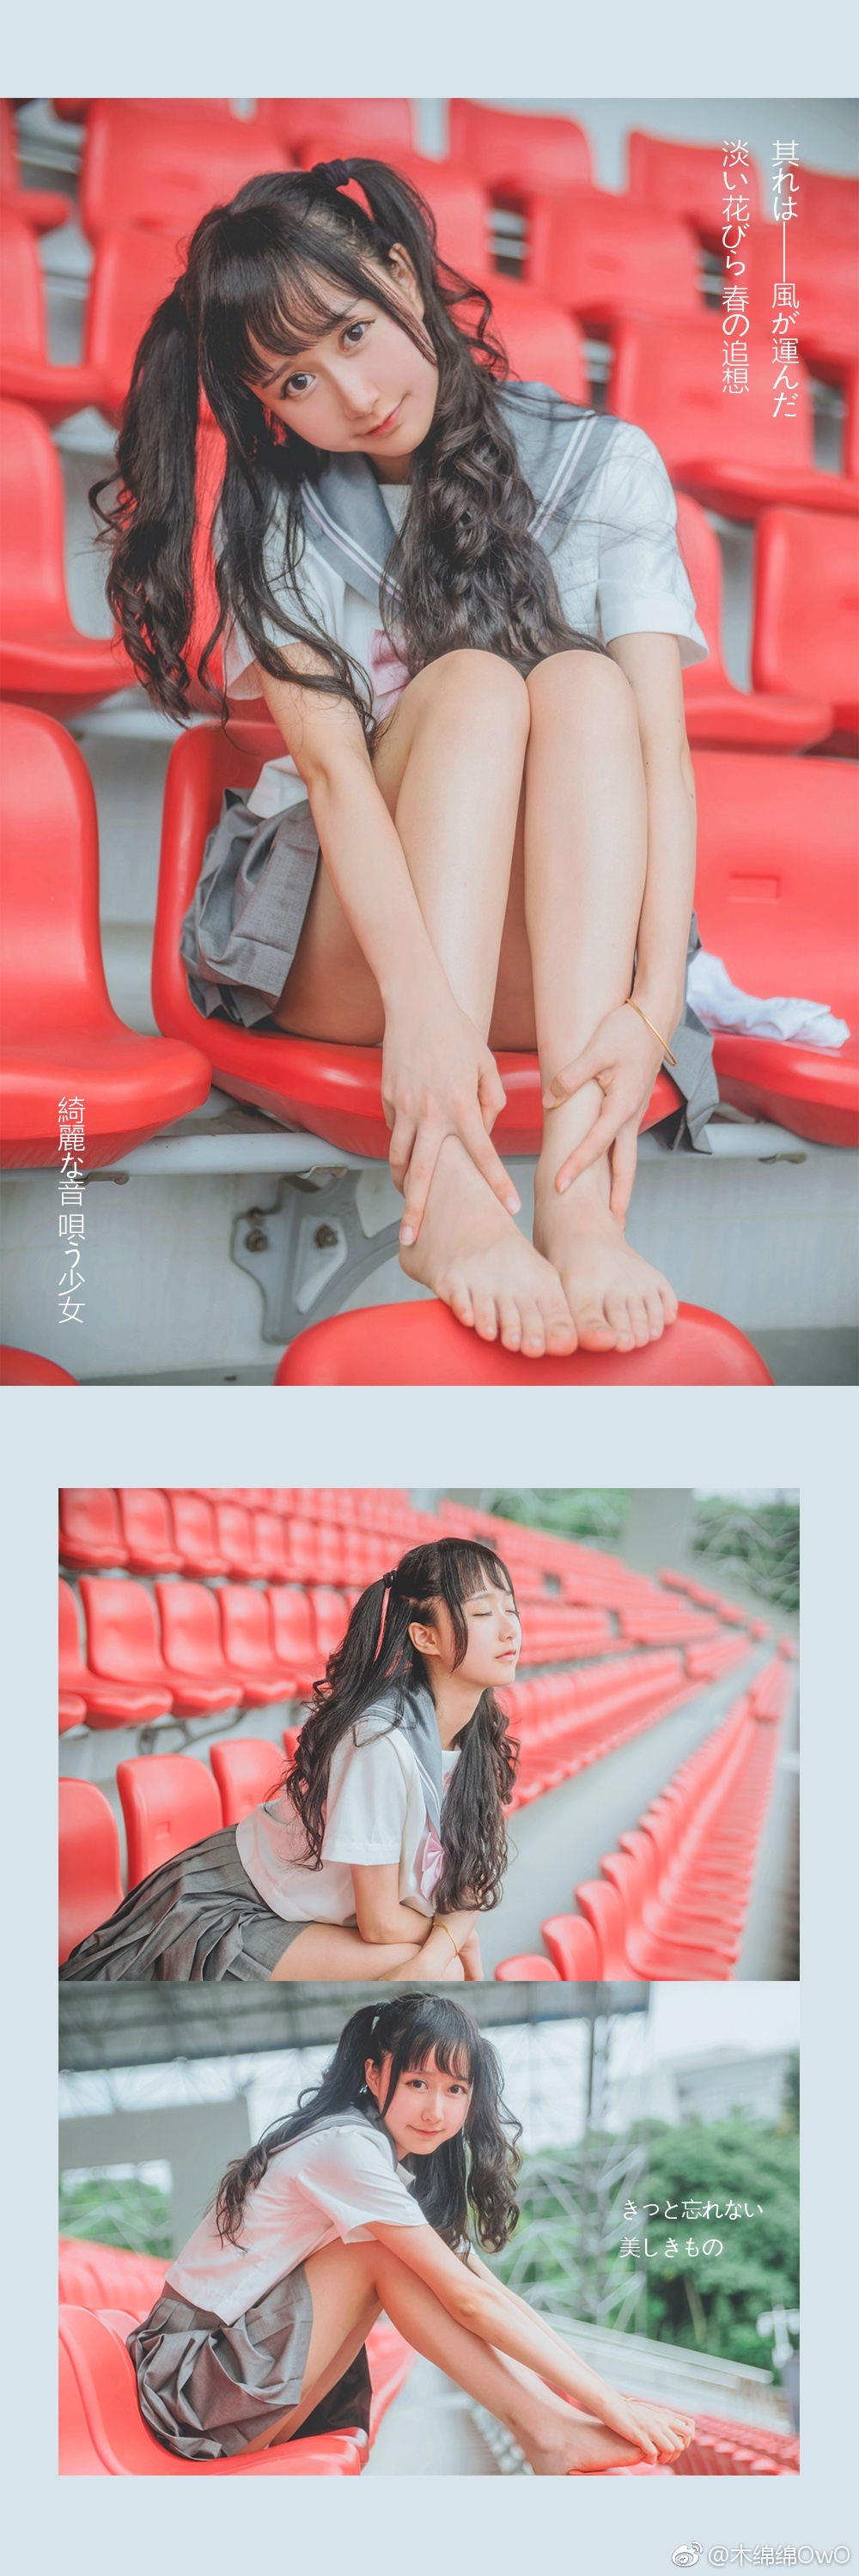 其れは——風が運んだ
淡い花びら 春の追想
綺麗な音 唄う少女
きつと忘れない
美しきもの
@木绵绵OwO